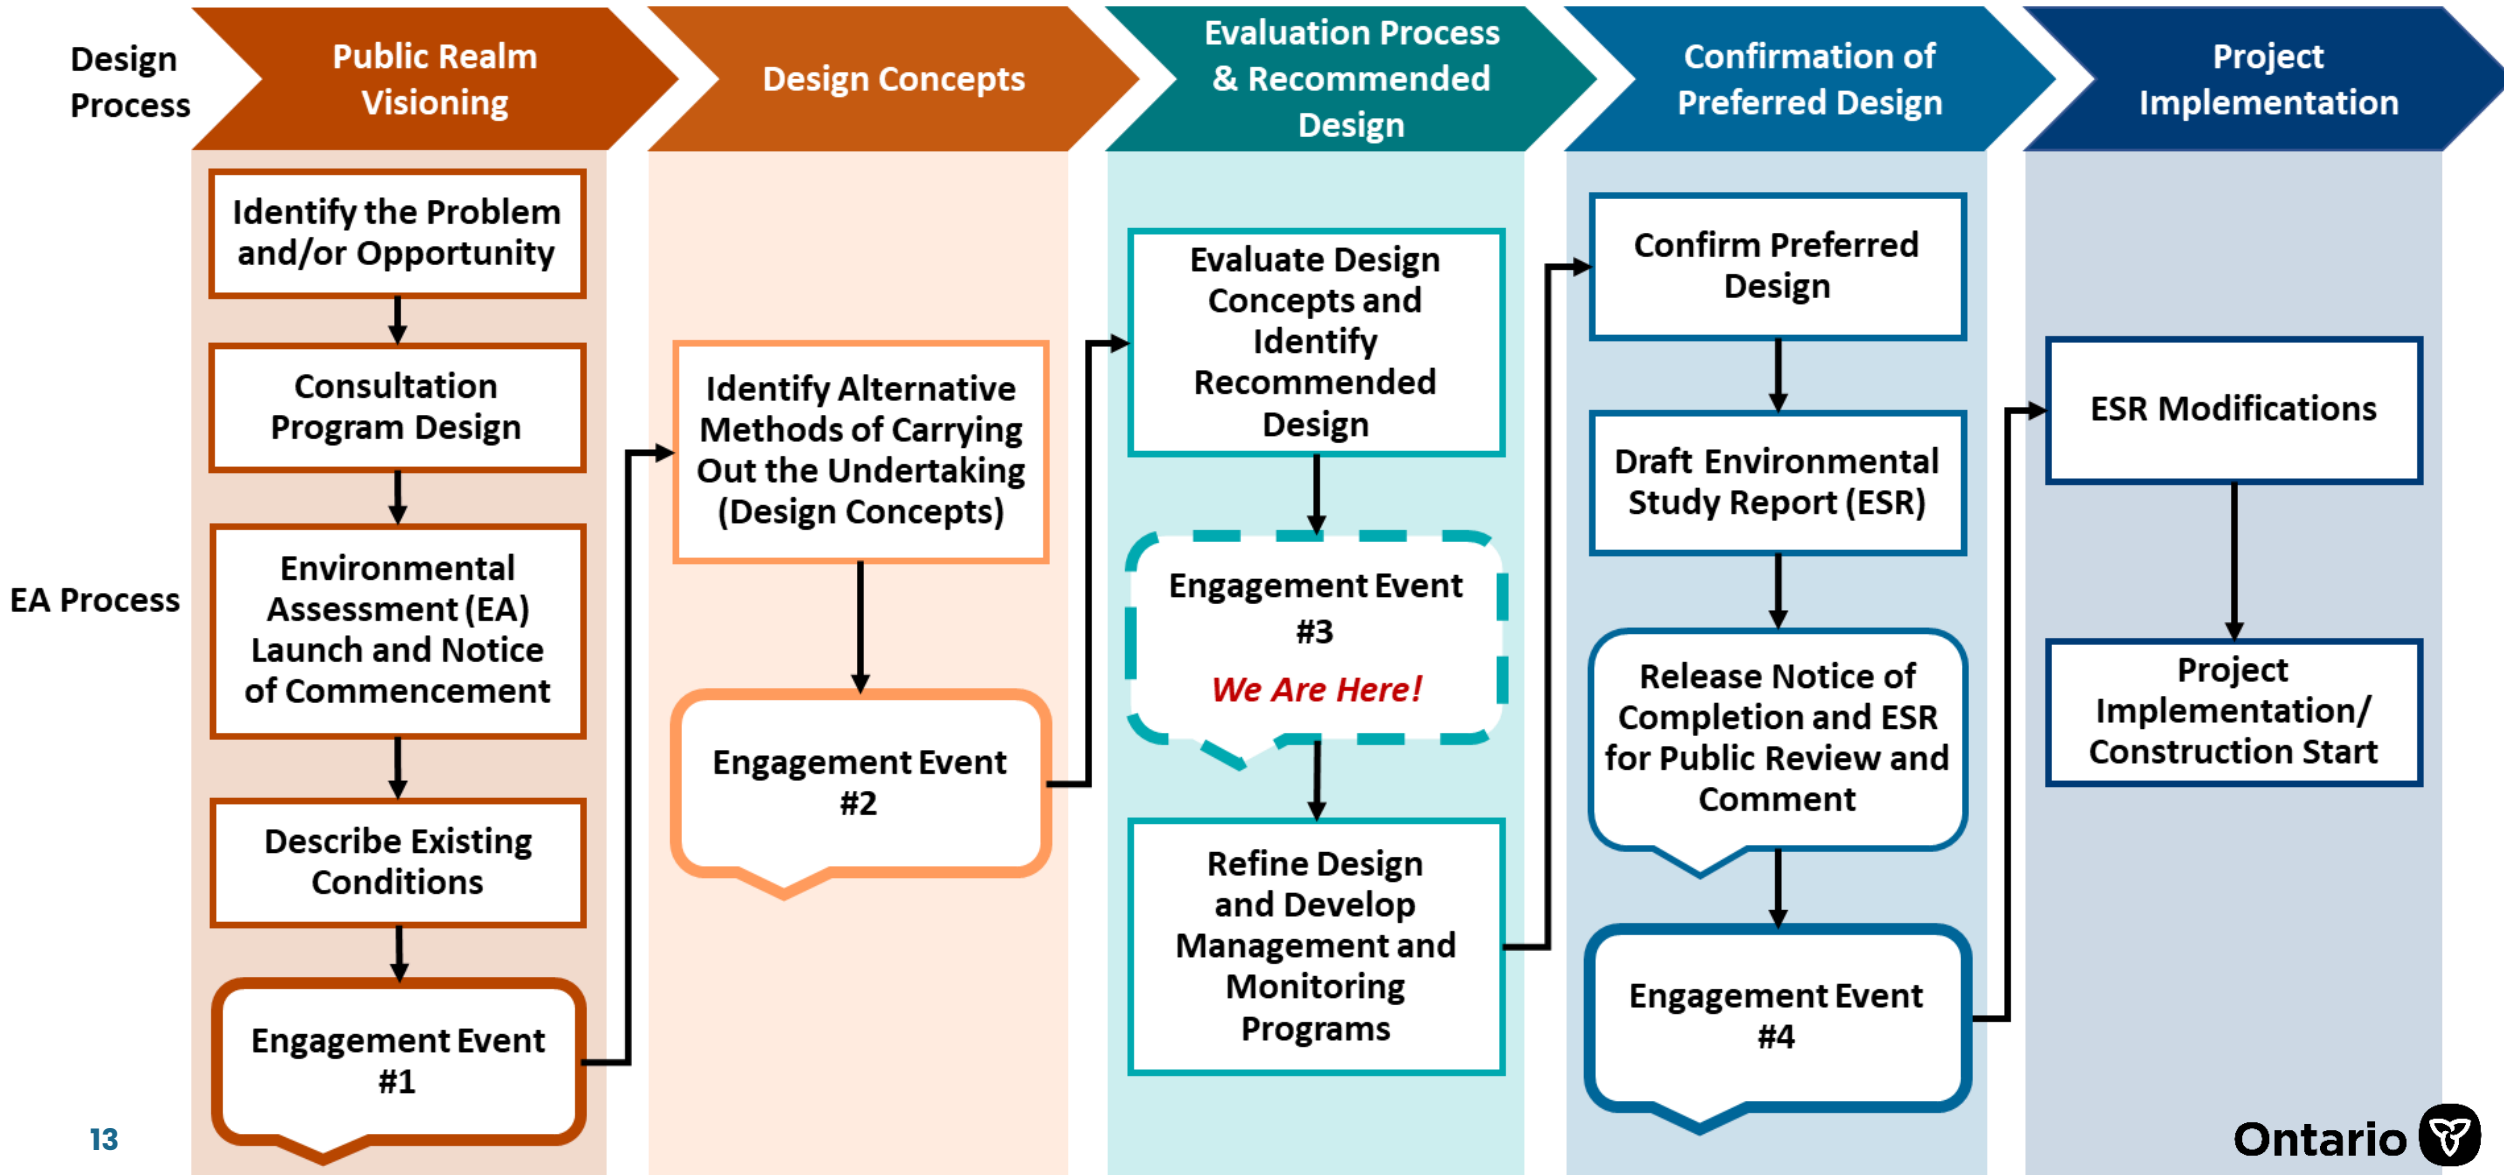 Design
Process
Public Realm
Visioning
Design Concepts
Evaluation Process
& Recommended
Design
Confirmation of
Preferred Design
Project
Implementation
EA Process
Identify the Problem
and/or Opportunity
Consultation
Program Design
Environmental
Assessment (EA)
Launch and Notice
of Commencement
Describe Existing
Conditions
Engagement Event
#1
Identify Alternative
Methods of Carrying
Out the Undertaking
(Design Concepts)
Engagement Event
#2
Evaluate Design
Concepts and
Identify
Recommended
Design
Engagement Event
#3
We Are Here!
Refine Design
and Develop
Management and
Monitoring
Programs
Confirm Preferred
Design
Draft Environmental
Study Report (ESR)
Release Notice of
Completion and ESR
for Public Review and
Comment
Engagement Event
#4
ESR Modifications
Project
Implementation/
Construction Start
13
Ontario